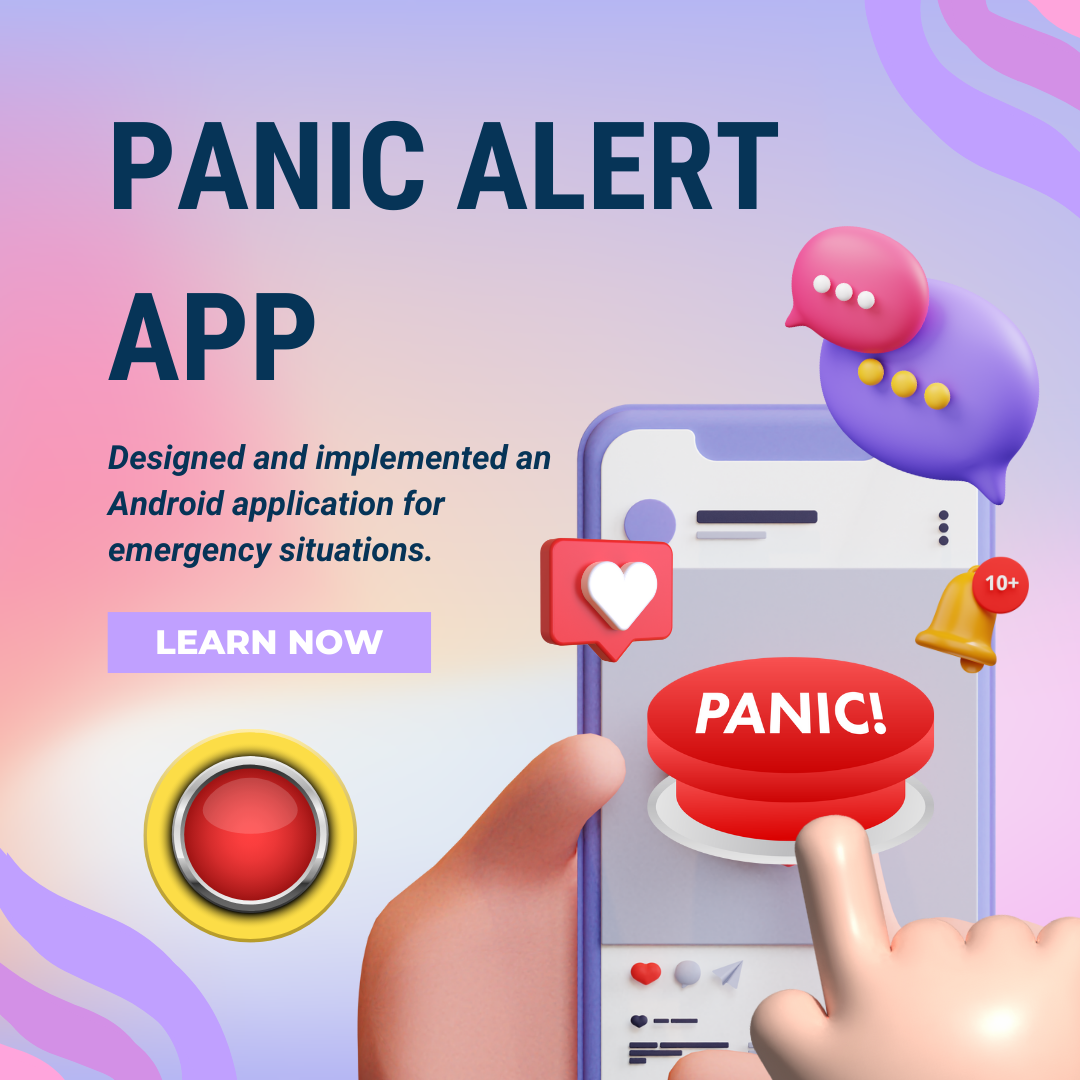 PANIC ALERT
APP
Designed and implemented an
Android application for
emergency situations.
LEARN NOW
10+
PANIC!